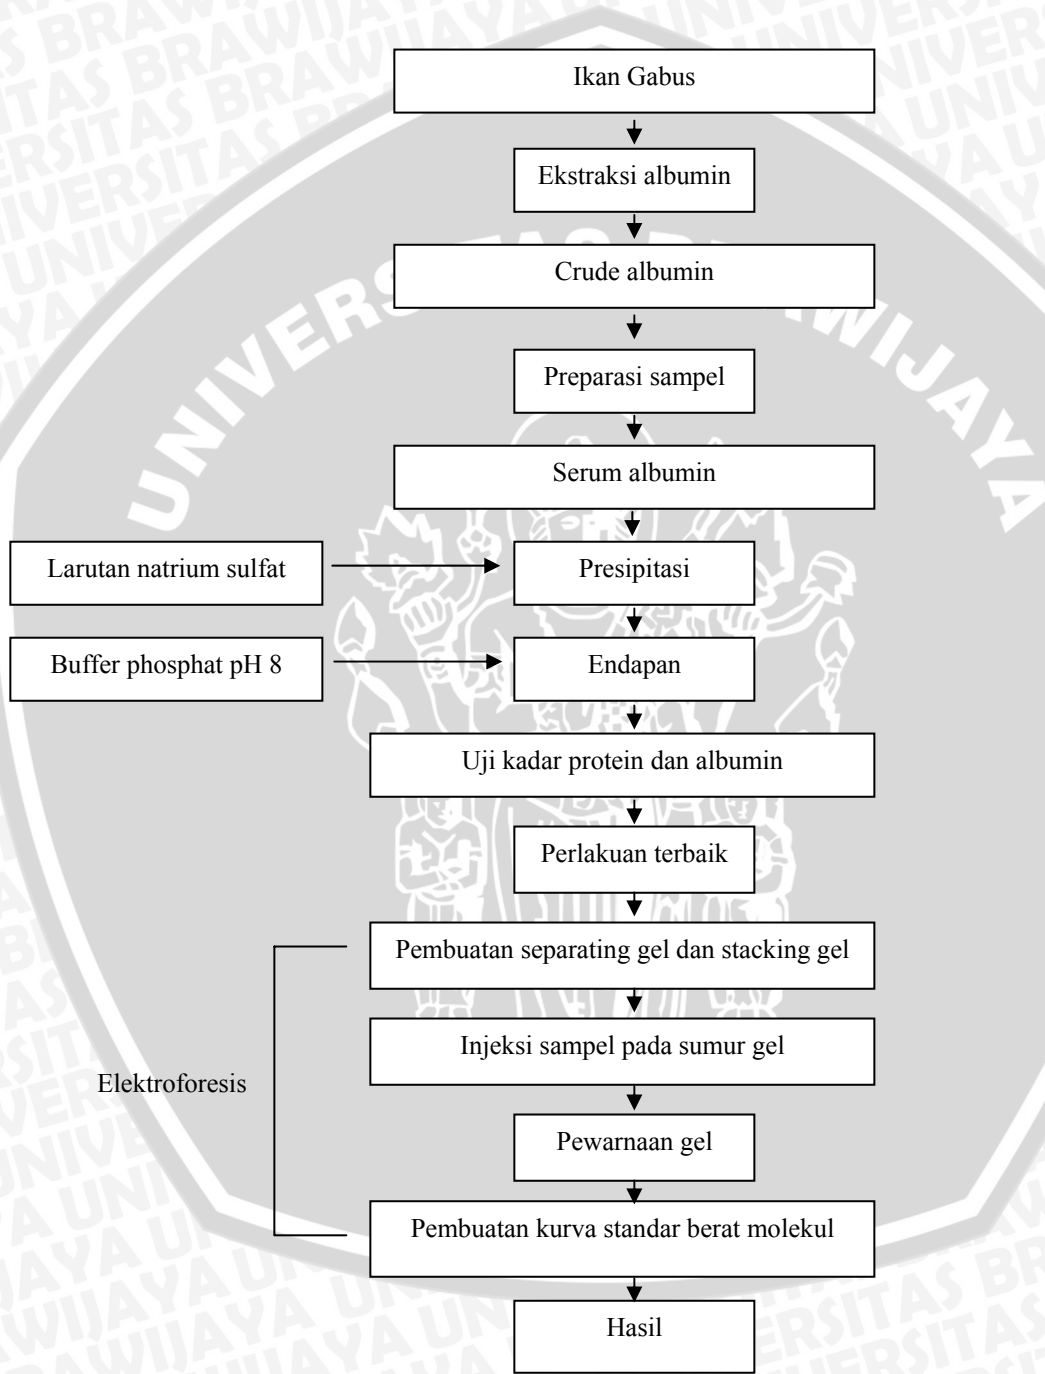 Ikan Gabus
Ekstraksi albumin
Crude albumin
Preparasi sampel
Serum albumin
Larutan natrium sulfat
Presipitasi
Buffer phosphat pH 8
Endapan
Uji kadar protein dan albumin
Perlakuan terbaik
Pembuatan separating gel dan stacking gel
Injeksi sampel pada sumur gel
Elektroforesis
Pewarnaan gel
Pembuatan kurva standar berat molekul
Hasil
UNIVERSITAS BRAWIJAYA